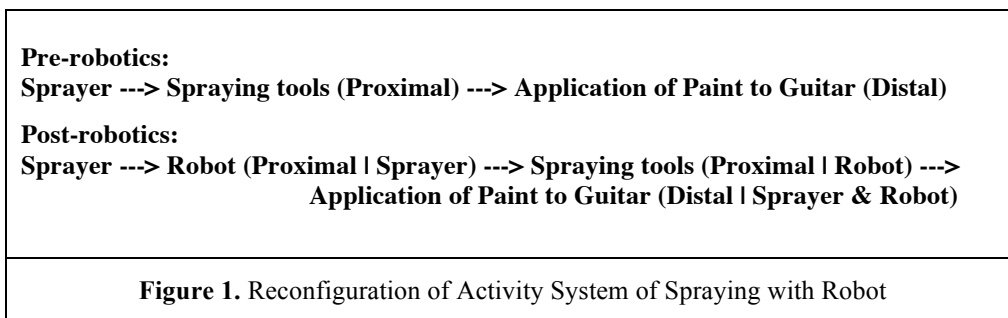 Pre-robotics:
Sprayer ---> Spraying tools (Proximal) ---> Application of Paint to Guitar (Distal)
Post-robotics:
Sprayer ---> Robot (Proximal | Sprayer) ---> Spraying tools (Proximal | Robot) --->
Application of Paint to Guitar (Distal | Sprayer & Robot)
Figure 1. Reconfiguration of Activity System of Spraying with Robot